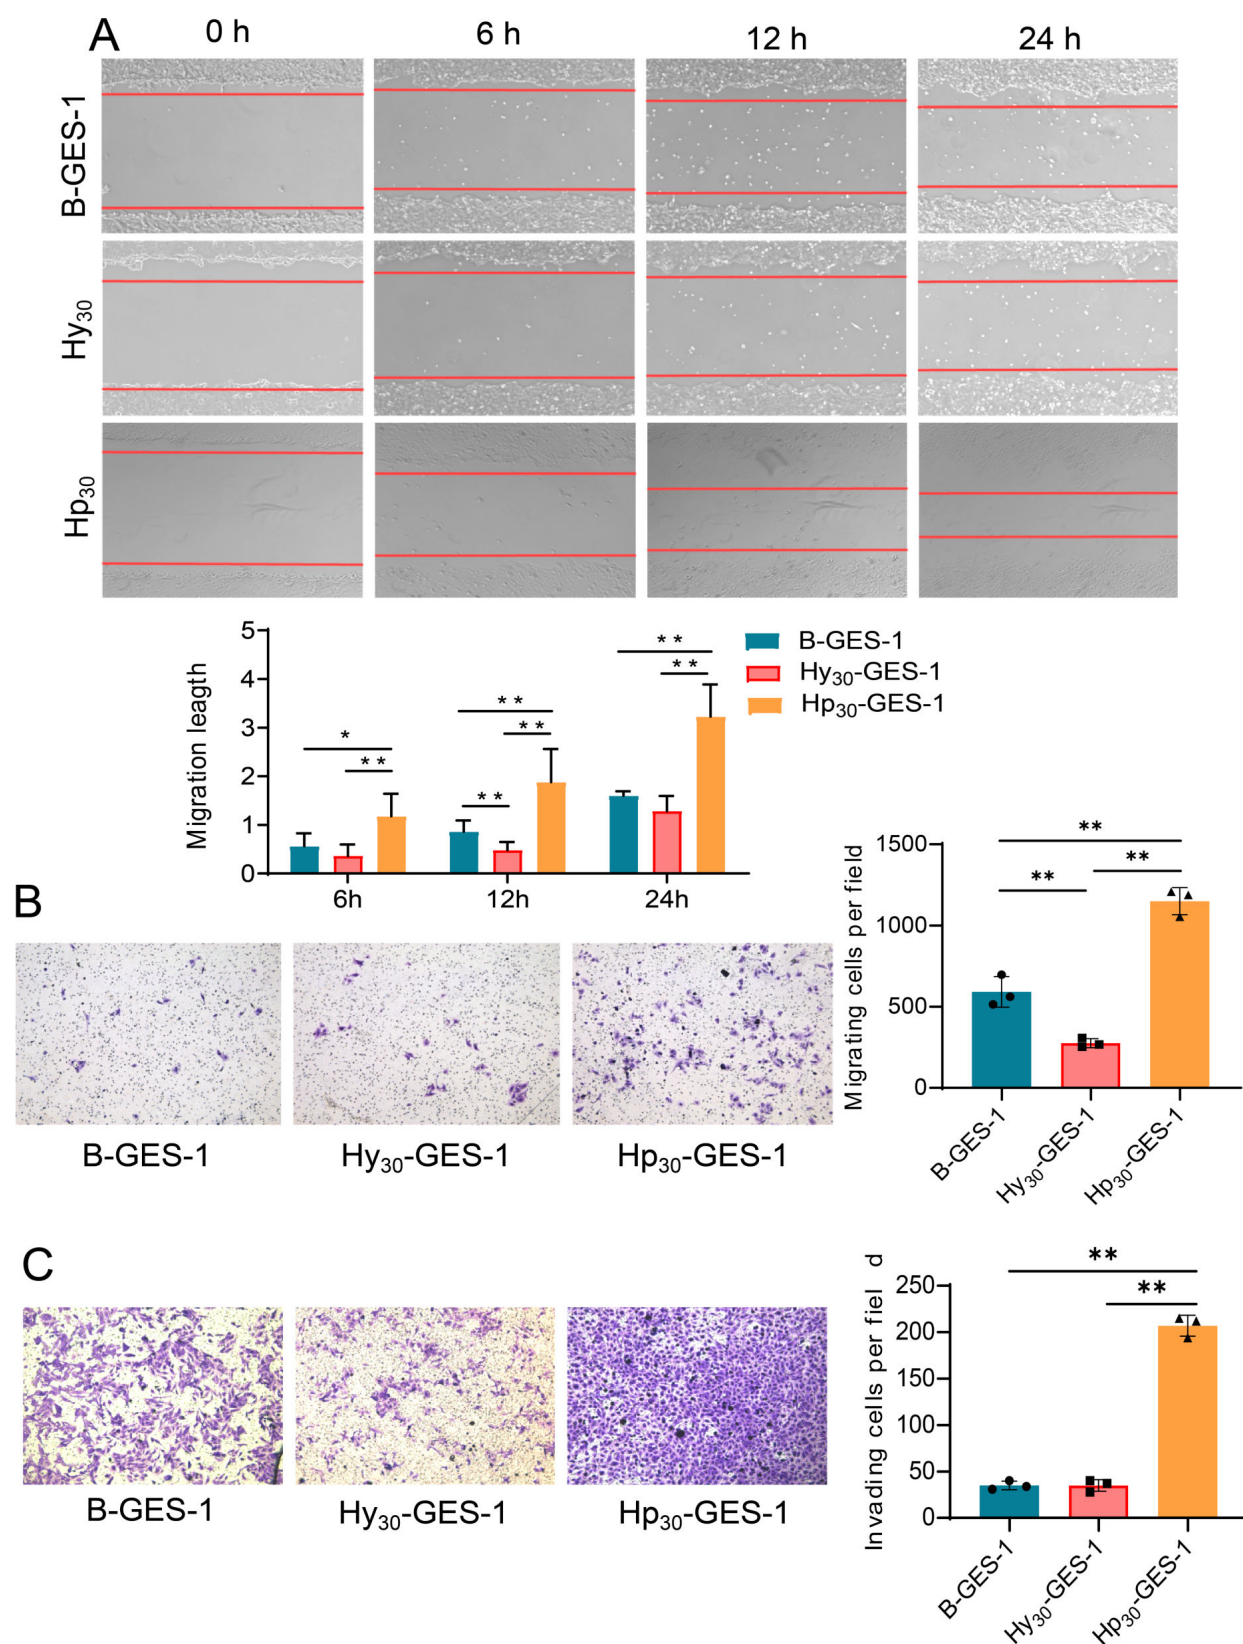 A
0 h 6 h 12 h 24 h
B-GES-1
Hy30
Hp30
Migration leagth
5
4
3
2
1
0
* ** ** ** ** ** **
6h 12h 24h
B-GES-1
Hy30-GES-1
Hp30-GES-1
B
B-GES-1 Hy30-GES-1 Hp30-GES-1
Migrating cells per field
1500
1000
500
0
** ** **
B-GES-1 Hy30-GES-1 Hp30-GES-1
C
B-GES-1 Hy30-GES-1 Hp30-GES-1
Invading cells per fiel d
250
200
150
100
50
0
** **
B-GES-1 Hy30-GES-1 Hp30-GES-1